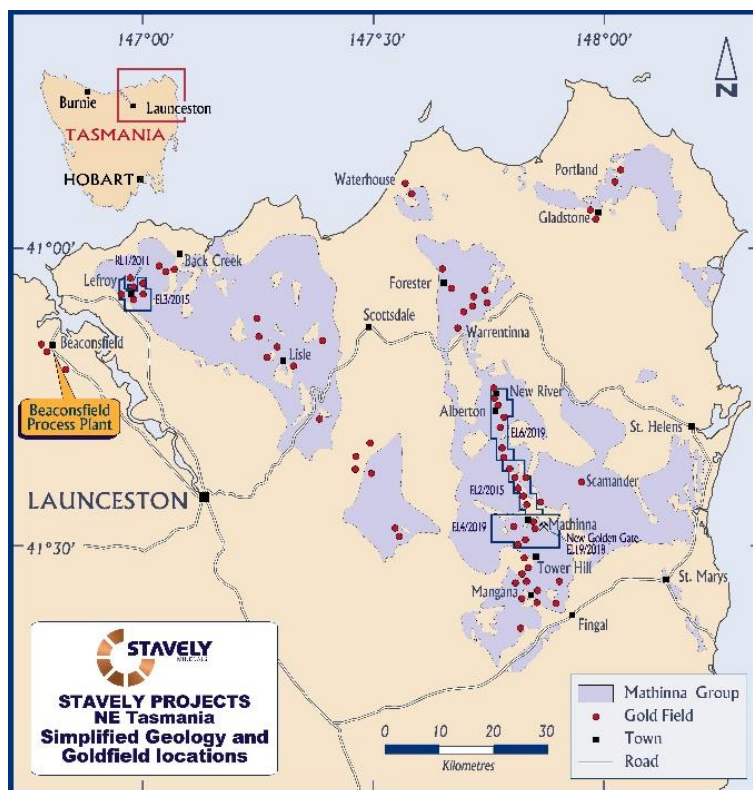 147°00'
147°30'
148°00'
N
Burnie
Launceston
TASMANIA
HOBART
Portland
Waterhouse
Gladstone
41°00'
RL1/2011
Back Creek
Lefroy
EL3/2015
Forester
Scottsdale
Warrentinna
Beaconsfield
Lisle
Beaconsfield
Process Plant
New River
Alberton
EL6/2019
St. Helens
EL2/2015
Scamander
LAUNCESTON
EL4/2019
Mathinna
New Golden Gate
EL19/2018
41°30'
Tower Hill
St. Marys
Mangana
Fingal
STAVELY
MINERALS
STAVELY PROJECTS
NE Tasmania
Simplified Geology and
Goldfield locations
0 10 20 30
Kilometres
Mathinna Group
Gold Field
Town
Road